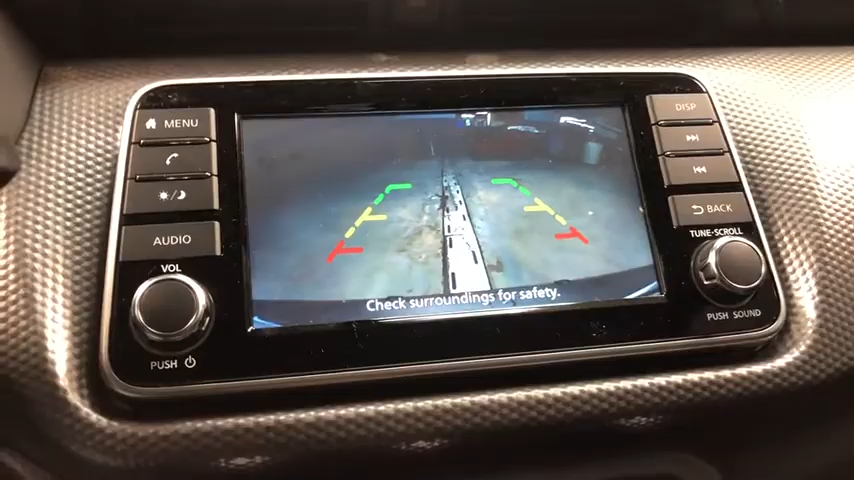 MENU
AUDIO
VOL
PUSH
DISP
BACK
TUNE·SCROLL
PUSH SOUND
Check surroundings for safety.